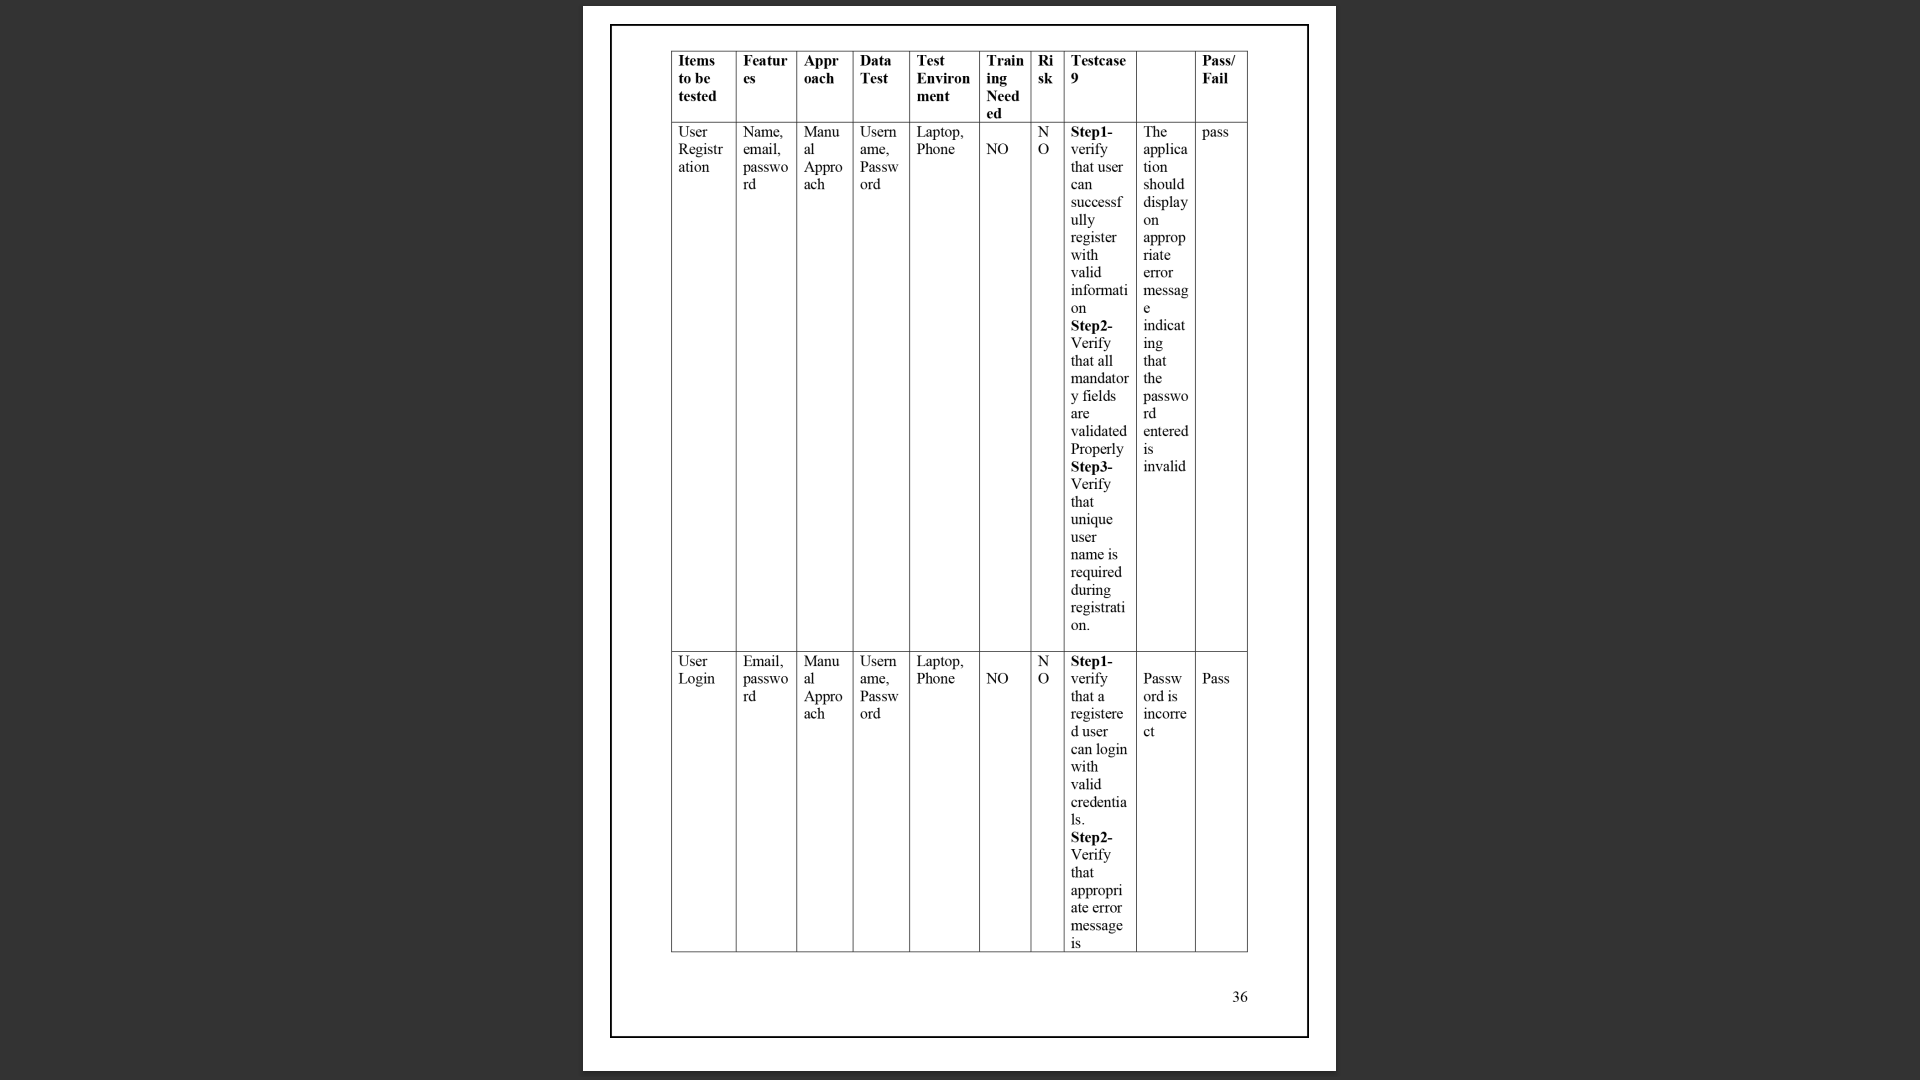 Items to be tested
Features
Approach
Data Test
Test Environment
Training Needed
Risk
Testcase 9
Pass/ Fail
User Registration
Name, email, password
Manual Approach
Username, Password
Laptop, Phone
NO
NO
Step1- verify that user can successfully register with valid information
Step2- Verify that all mandatory fields are validated Properly
Step3- Verify that unique user name is required during registration.
The application should display on appropriate error message indicating that the password entered is invalid
pass
User Login
Email, password
Manual Approach
Username, Password
Laptop, Phone
NO
NO
Step1- verify that a registered user can login with valid credentials.
Step2- Verify that appropriate error message is
Password is incorrect
Pass
36